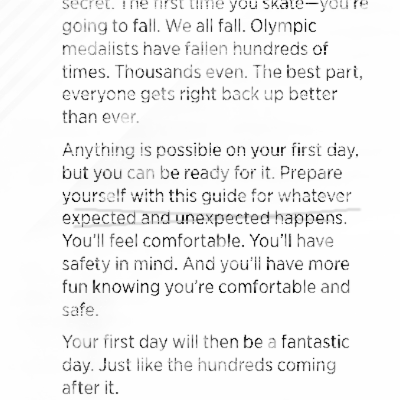 secret. The first time you skate—you're
going to fall. We all fall. Olympic
medalists have fallen hundreds of
times. Thousands even. The best part,
everyone gets right back up better
than ever.
Anything is possible on your first day,
but you can be ready for it. Prepare
yourself with this guide for whatever
expected and unexpected happens.
You'll feel comfortable. You'll have
safety in mind. And you'll have more
fun knowing you're comfortable and
safe.
Your first day will then be a fantastic
day. Just like the hundreds coming
after it.